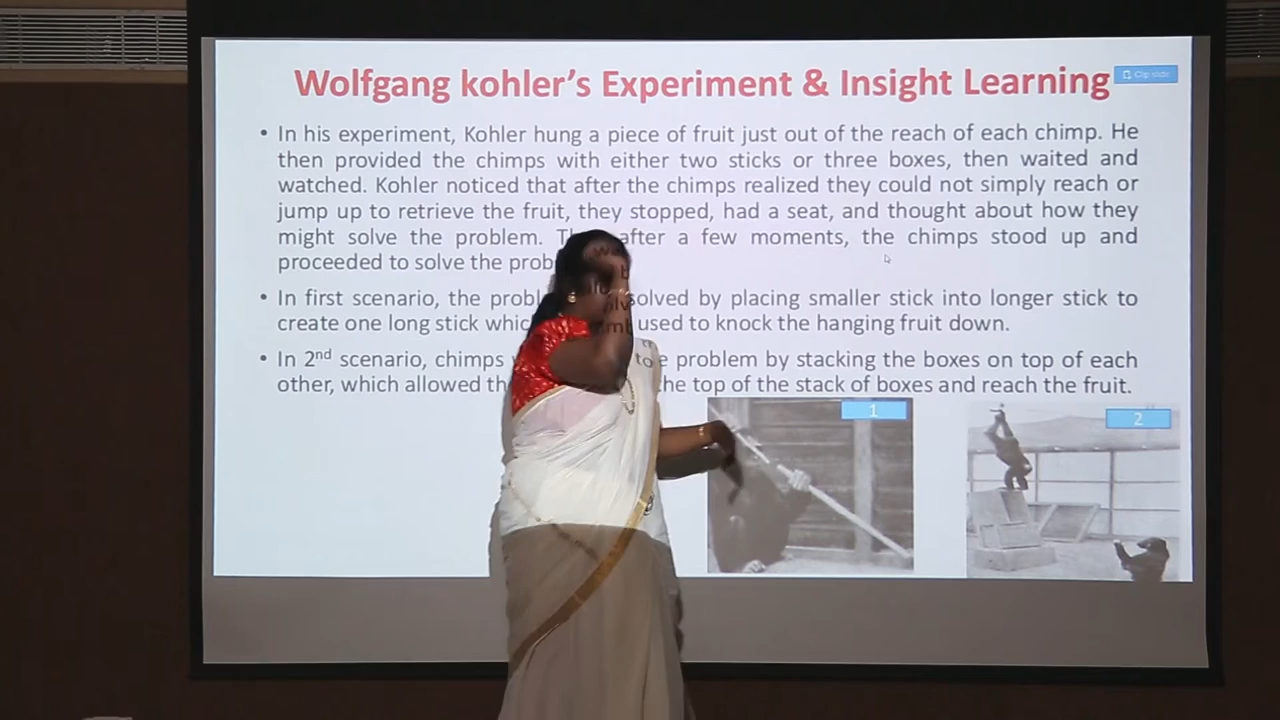 Wolfgang kohler's Experiment & Insight Learning
Clip slide
• In his experiment, Kohler hung a piece of fruit just out of the reach of each chimp. He
then provided the chimps with either two sticks or three boxes, then waited and
watched. Kohler noticed that after the chimps realized they could not simply reach or
jump up to retrieve the fruit, they stopped, had a seat, and thought about how they
might solve the problem. after a few moments, the chimps stood up and
proceeded to solve the
• In first scenario, the solved by placing smaller stick into longer stick to
create one long stick used to knock the hanging fruit down.
• In 2nd scenario, chimps problem by stacking the boxes on top of each
other, which allowed the top of the stack of boxes and reach the fruit.
1
2